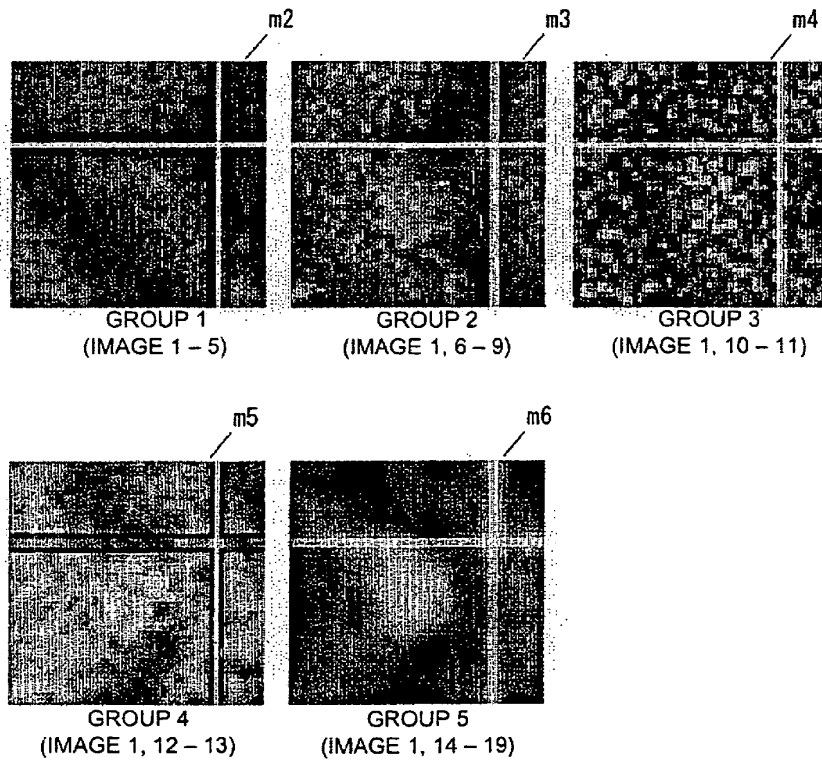 m2
m3
m4
GROUP 1
(IMAGE 1 – 5)
GROUP 2
(IMAGE 1, 6 – 9)
GROUP 3
(IMAGE 1, 10 – 11)
m5
m6
GROUP 4
(IMAGE 1, 12 – 13)
GROUP 5
(IMAGE 1, 14 – 19)